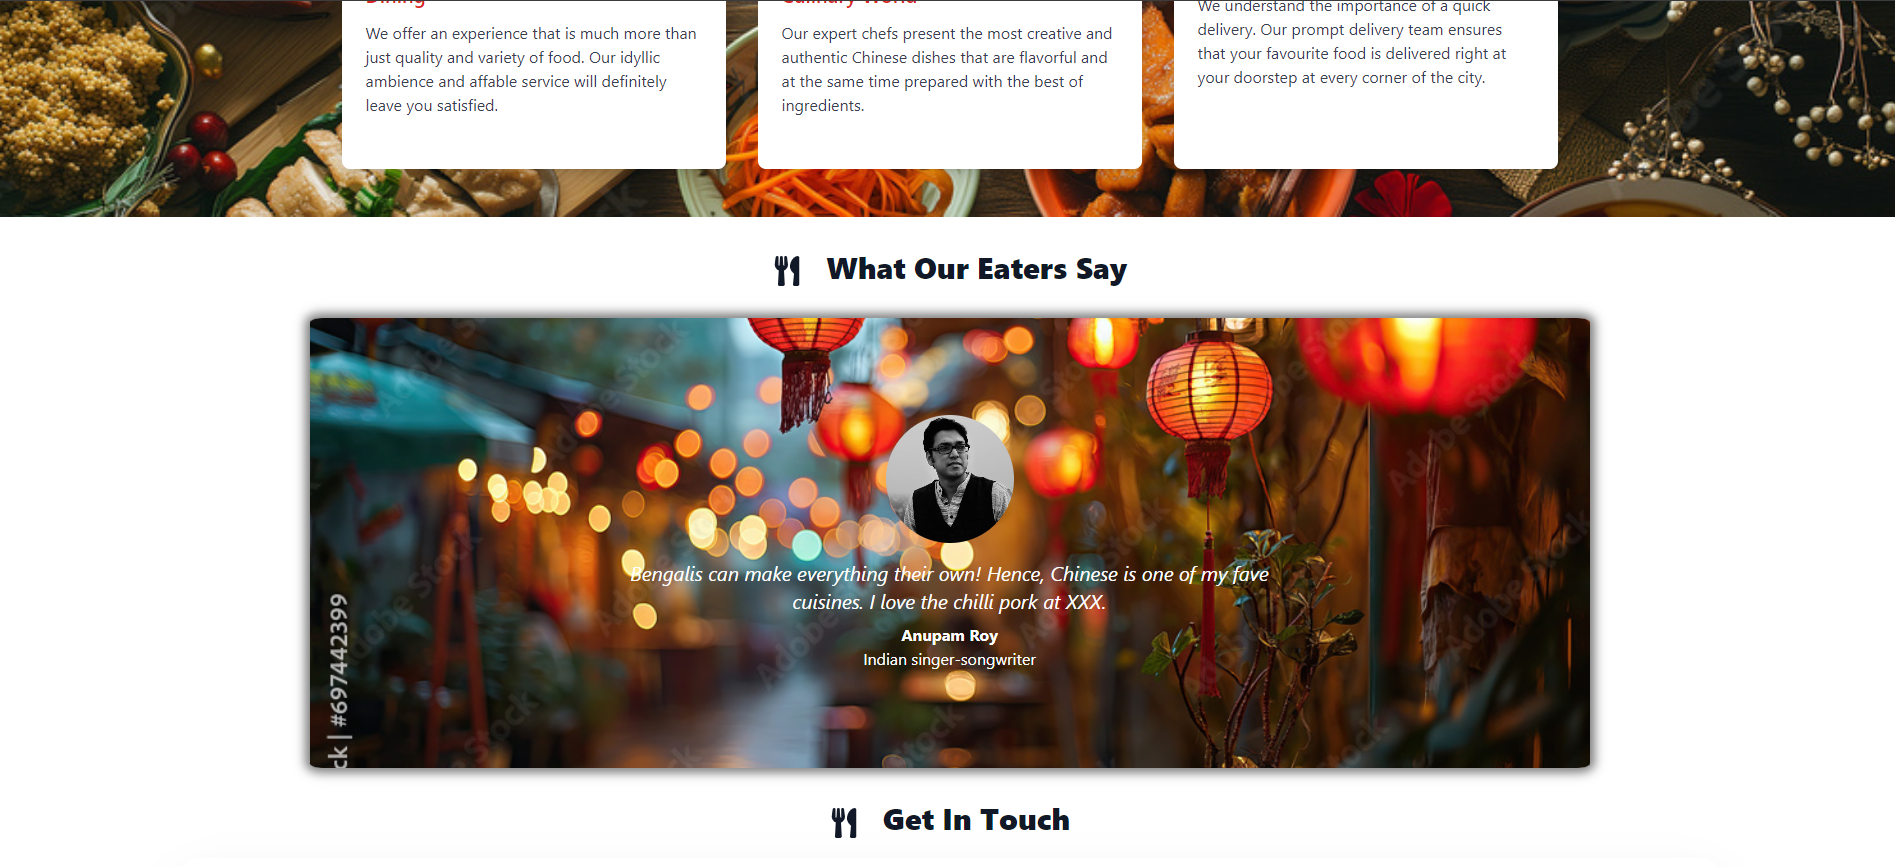 Dining
We offer an experience that is much more than
just quality and variety of food. Our idyllic
ambience and affable service will definitely
leave you satisfied.
Culinary World
Our expert chefs present the most creative and
authentic Chinese dishes that are flavorful and
at the same time prepared with the best of
ingredients.
We understand the importance of a quick
delivery. Our prompt delivery team ensures
that your favourite food is delivered right at
your doorstep at every corner of the city.
What Our Eaters Say
Bengalis can make everything their own! Hence, Chinese is one of my fave
cuisines. I love the chilli pork at XXX.
Anupam Roy
Indian singer-songwriter
ck | #697442399
Adobe Stock
Get In Touch